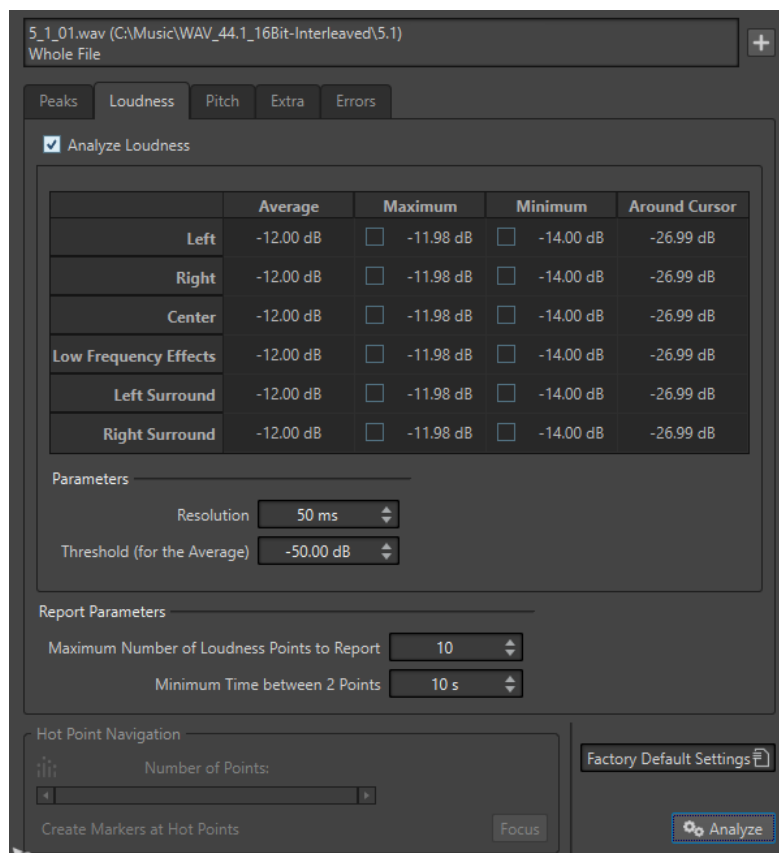 5_1_01.wav (C:\Music\WAV_44.1_16Bit-Interleaved\5.1)
Whole File
Peaks Loudness Pitch Extra Errors
Analyze Loudness
Average Maximum Minimum Around Cursor
Left -12.00 dB -11.98 dB -14.00 dB -26.99 dB
Right -12.00 dB -11.98 dB -14.00 dB -26.99 dB
Center -12.00 dB -11.98 dB -14.00 dB -26.99 dB
Low Frequency Effects -12.00 dB -11.98 dB -14.00 dB -26.99 dB
Left Surround -12.00 dB -11.98 dB -14.00 dB -26.99 dB
Right Surround -12.00 dB -11.98 dB -14.00 dB -26.99 dB
Parameters
Resolution 50 ms
Threshold (for the Average) -50.00 dB
Report Parameters
Maximum Number of Loudness Points to Report 10
Minimum Time between 2 Points 10 s
Hot Point Navigation
Number of Points:
Create Markers at Hot Points Focus
Factory Default Settings
Analyze